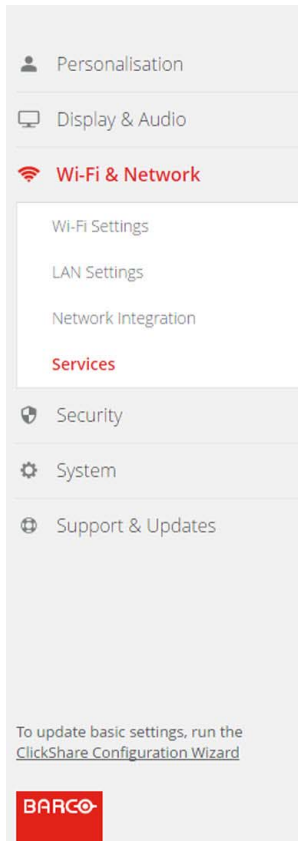 Personalisation
Display & Audio
Wi-Fi & Network
Wi-Fi Settings
LAN Settings
Network Integration
Services
Security
System
Support & Updates
To update basic settings, run the
ClickShare Configuration Wizard
BARCO